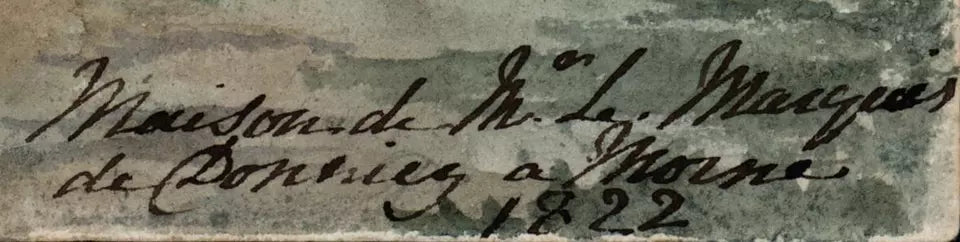 Maison de Mr. Le. Marquis
de a Morne
1822